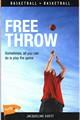 BASKETBALL • BASKETBALL
FREE
THROW
Sometimes, all you can
do is play the game
JACQUELINE GUEST